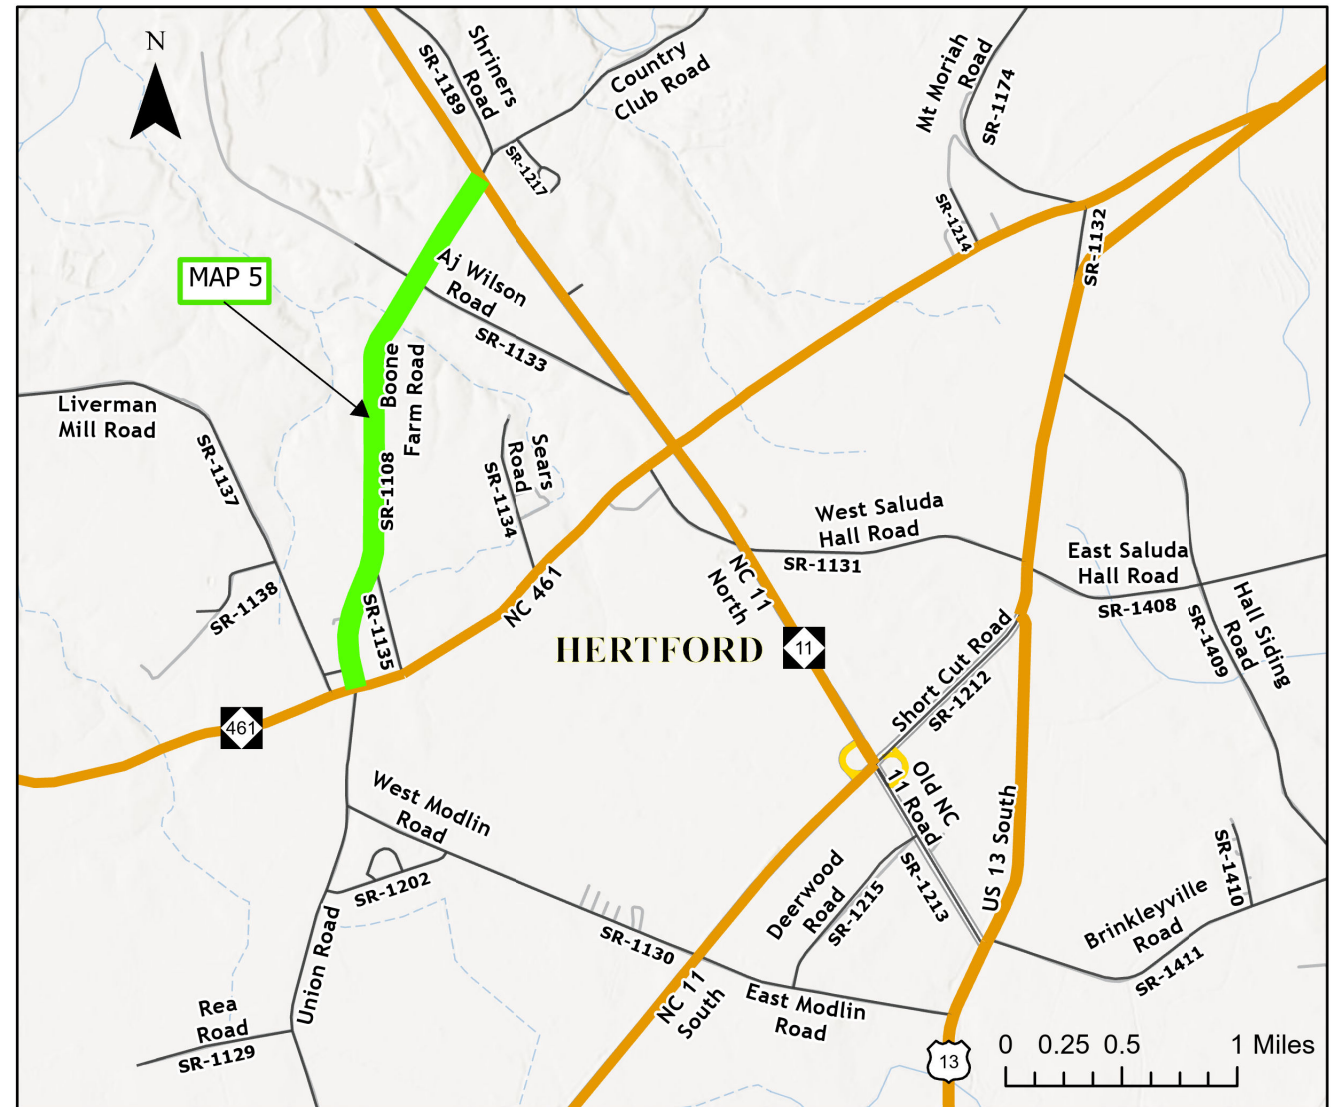 N
SR-1189
Shriners
Road
Country
Club Road
SR-1217
Mt Moriah
Road
SR-1174
SR-1214
SR-1132
MAP 5
Aj Wilson
Road
SR-1133
Boone
Farm Road
SR-1108
Liverman
Mill Road
SR-1137
SR-1138
Sears
Road
SR-1134
SR-1135
NC 461
461
West Saluda
Hall Road
SR-1131
East Saluda
Hall Road
SR-1408
Hall Siding
Road
SR-1409
NC 11
North
HERTFORD
11
Short Cut Road
SR-1212
Old NC
11 Road
SR-1213
US 13 South
West Modlin
Road
SR-1202
SR-1130
Union Road
Deerwood
Road
SR-1215
Brinkleyville
Road
SR-1410
SR-1411
NC 11
South
East Modlin
Road
Rea
Road
SR-1129
13
0 0.25 0.5 1 Miles